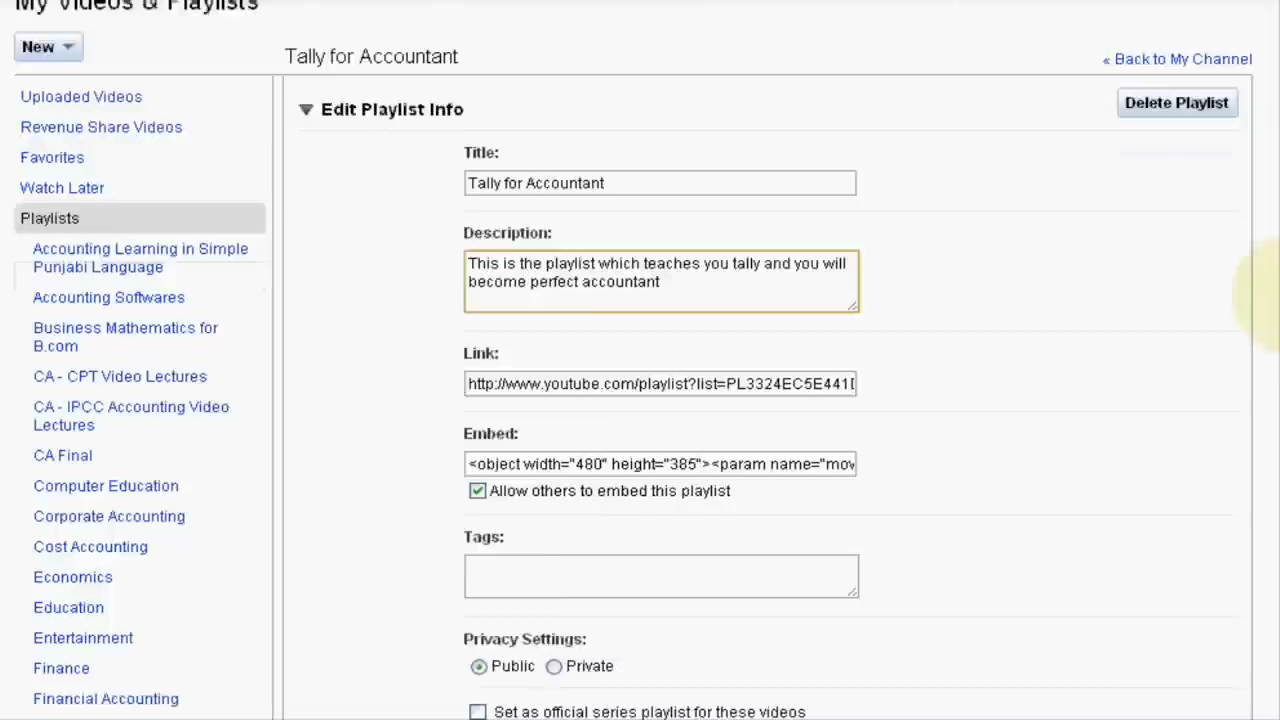 My Videos & Playlists
New
Tally for Accountant
« Back to My Channel
Uploaded Videos
Revenue Share Videos
Favorites
Watch Later
Playlists
Accounting Learning in Simple
Punjabi Language
Accounting Softwares
Business Mathematics for
B.com
CA - CPT Video Lectures
CA - IPCC Accounting Video
Lectures
CA Final
Computer Education
Corporate Accounting
Cost Accounting
Economics
Education
Entertainment
Finance
Financial Accounting
Edit Playlist Info
Delete Playlist
Title:
Tally for Accountant
Description:
This is the playlist which teaches you tally and you will
become perfect accountant
Link:
http://www.youtube.com/playlist?list=PL3324EC5E441
Embed:
<object width="480" height="385"><param name="mov
Allow others to embed this playlist
Tags:
Privacy Settings:
Public Private
Set as official series playlist for these videos